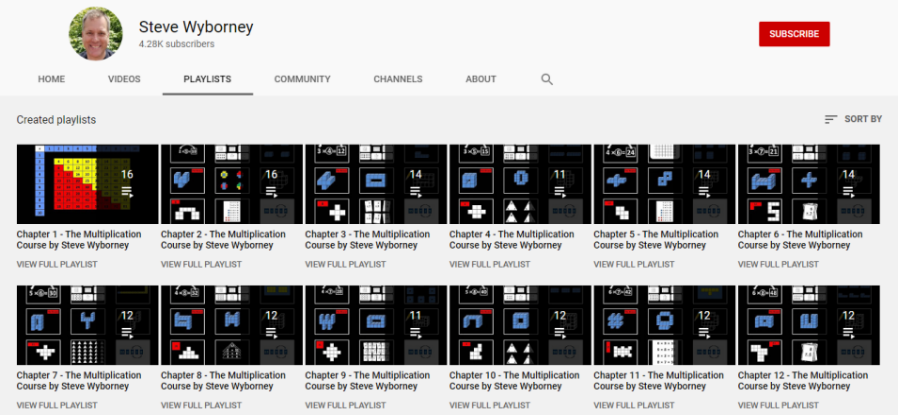 Steve Wyborney
4.28K subscribers
SUBSCRIBE
HOME VIDEOS PLAYLISTS COMMUNITY CHANNELS ABOUT
Created playlists
SORT BY
16 16 14 11 14 14
Chapter 1 - The Multiplication
Course by Steve Wyborney
VIEW FULL PLAYLIST
Chapter 2 - The Multiplication
Course by Steve Wyborney
VIEW FULL PLAYLIST
Chapter 3 - The Multiplication
Course by Steve Wyborney
VIEW FULL PLAYLIST
Chapter 4 - The Multiplication
Course by Steve Wyborney
VIEW FULL PLAYLIST
Chapter 5 - The Multiplication
Course by Steve Wyborney
VIEW FULL PLAYLIST
Chapter 6 - The Multiplication
Course by Steve Wyborney
VIEW FULL PLAYLIST
12 12 11 12 12 12
Chapter 7 - The Multiplication
Course by Steve Wyborney
VIEW FULL PLAYLIST
Chapter 8 - The Multiplication
Course by Steve Wyborney
VIEW FULL PLAYLIST
Chapter 9 - The Multiplication
Course by Steve Wyborney
VIEW FULL PLAYLIST
Chapter 10 - The Multiplication
Course by Steve Wyborney
VIEW FULL PLAYLIST
Chapter 11 - The Multiplication
Course by Steve Wyborney
VIEW FULL PLAYLIST
Chapter 12 - The Multiplication
Course by Steve Wyborney
VIEW FULL PLAYLIST